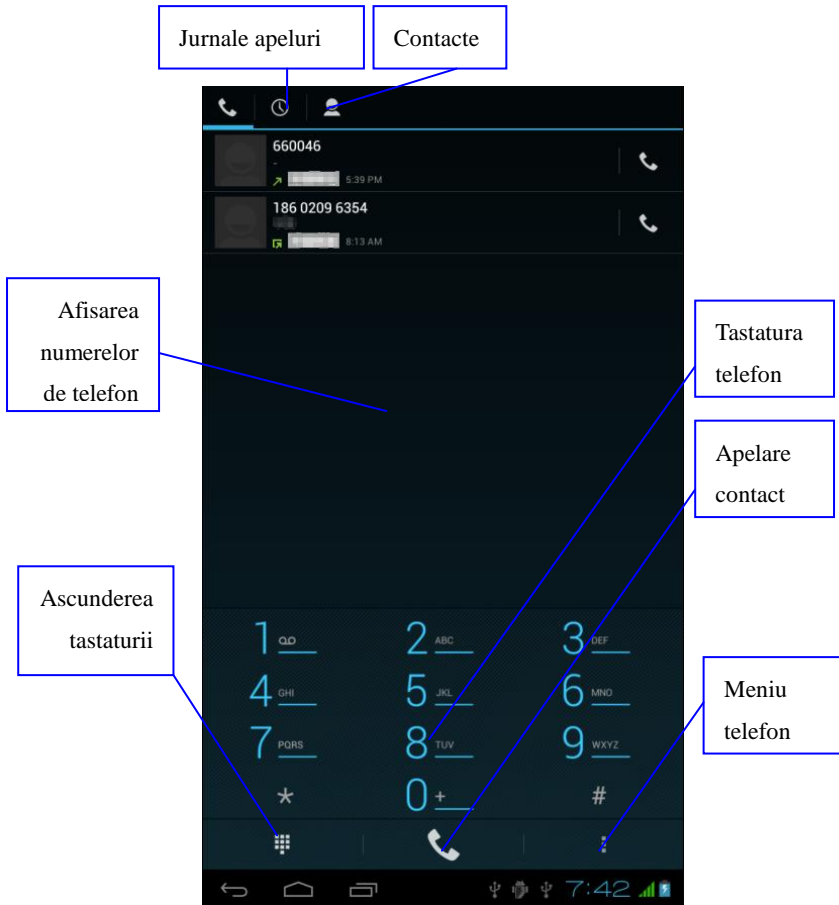 Jurnale apeluri
Contacte
660046
-
5:39 PM
186 0209 6354
8:13 AM
Afisarea
numerelor
de telefon
Tastatura
telefon
Apelare
contact
Ascunderea
tastaturii
Meniu
telefon
1
2 ABC
3 DEF
4 GHI
5 JKL
6 MNO
7 PQRS
8 TUV
9 WXYZ
*
0 +
#
7:42